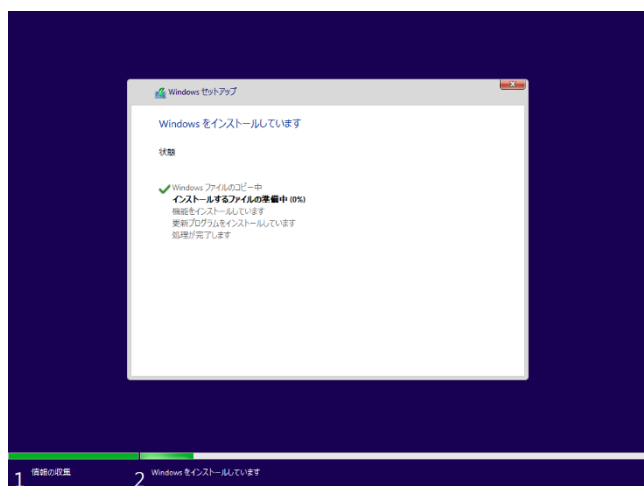 Windows セットアップ
Windows をインストールしています
状態
Windows ファイルのコピー中
インストールするファイルの準備中 (0%)
機能をインストールしています
更新プログラムをインストールしています
処理が完了します
1 情報の収集
2 Windows をインストールしています